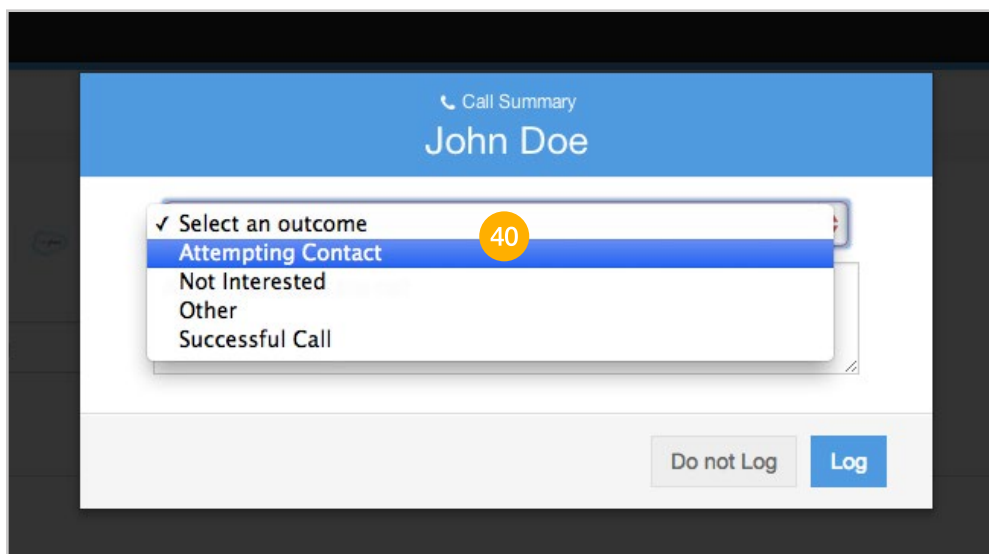 Call Summary
John Doe
✓ Select an outcome
40
Attempting Contact
Not Interested
Other
Successful Call
Do not Log
Log